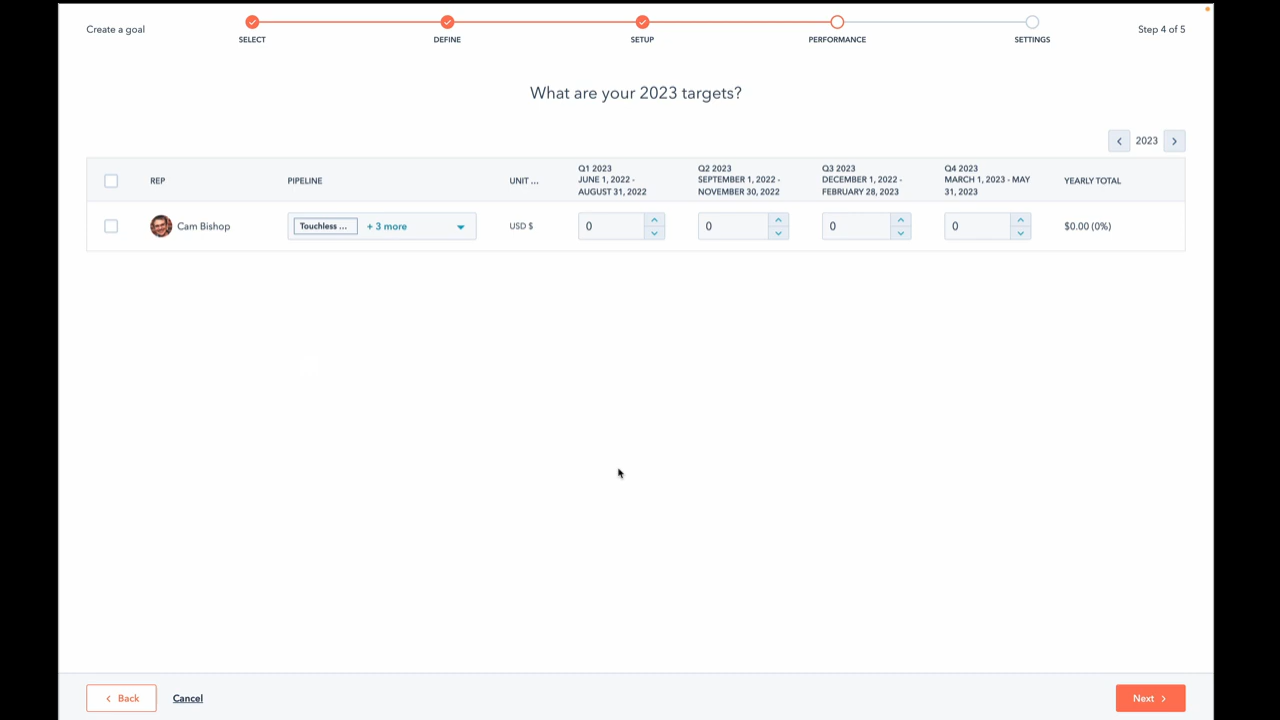 Create a goal
SELECT
DEFINE
SETUP
PERFORMANCE
SETTINGS
Step 4 of 5
What are your 2023 targets?
2023
REP
PIPELINE
UNIT ...
Q1 2023
JUNE 1, 2022 -
AUGUST 31, 2022
Q2 2023
SEPTEMBER 1, 2022 -
NOVEMBER 30, 2022
Q3 2023
DECEMBER 1, 2022 -
FEBRUARY 28, 2023
Q4 2023
MARCH 1, 2023 - MAY
31, 2023
YEARLY TOTAL
Cam Bishop
Touchless ...
+ 3 more
USD $
0
0
0
0
$0.00 (0%)
Back
Cancel
Next